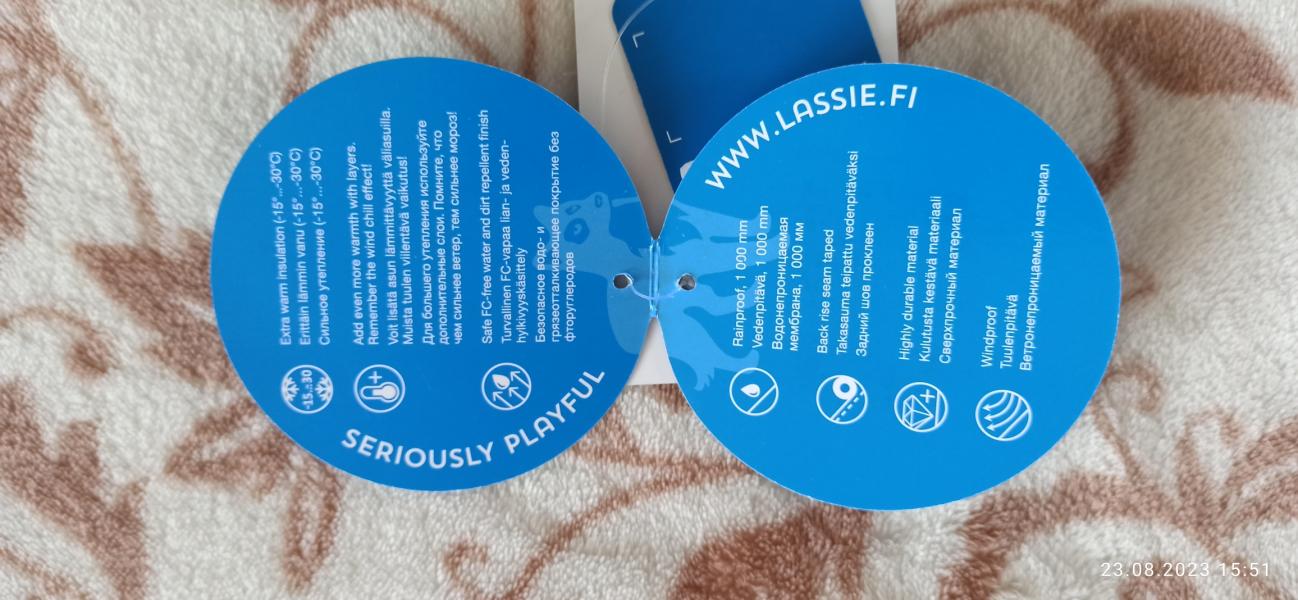 Extra warm insulation (-15°...-30°C)
Erittäin lämmin vanu (-15°...-30°C)
Сильное утепление (-15°...-30°C)
-15...-30
Add even more warmth with layers.
Remember the wind chill effect!
Voit lisätä asun lämmittävyyttä väliasuilla.
Muista tuulen viilentävä vaikutus!
Для большего утепления используйте
дополнительные слои. Помните, что
чем сильнее ветер, тем сильнее мороз!
Safe FC-free water and dirt repellent finish
Turvallinen FC-vapaa lian- ja veden-
hylkivyyskäsittely
Безопасное водо- и
грязеотталкивающее покрытие без
фторуглеродов
SERIOUSLY PLAYFUL
WWW.LASSIE.FI
Rainproof, 1 000 mm
Vedenpitävä, 1 000 mm
Водонепроницаемая
мембрана, 1 000 мм
Back rise seam taped
Takasauma teipattu vedenpitäväksi
Задний шов проклеен
Highly durable material
Kulutusta kestävä materiaali
Сверхпрочный материал
Windproof
Tuulenpitävä
Ветронепроницаемый материал
23.08.2023 15:51